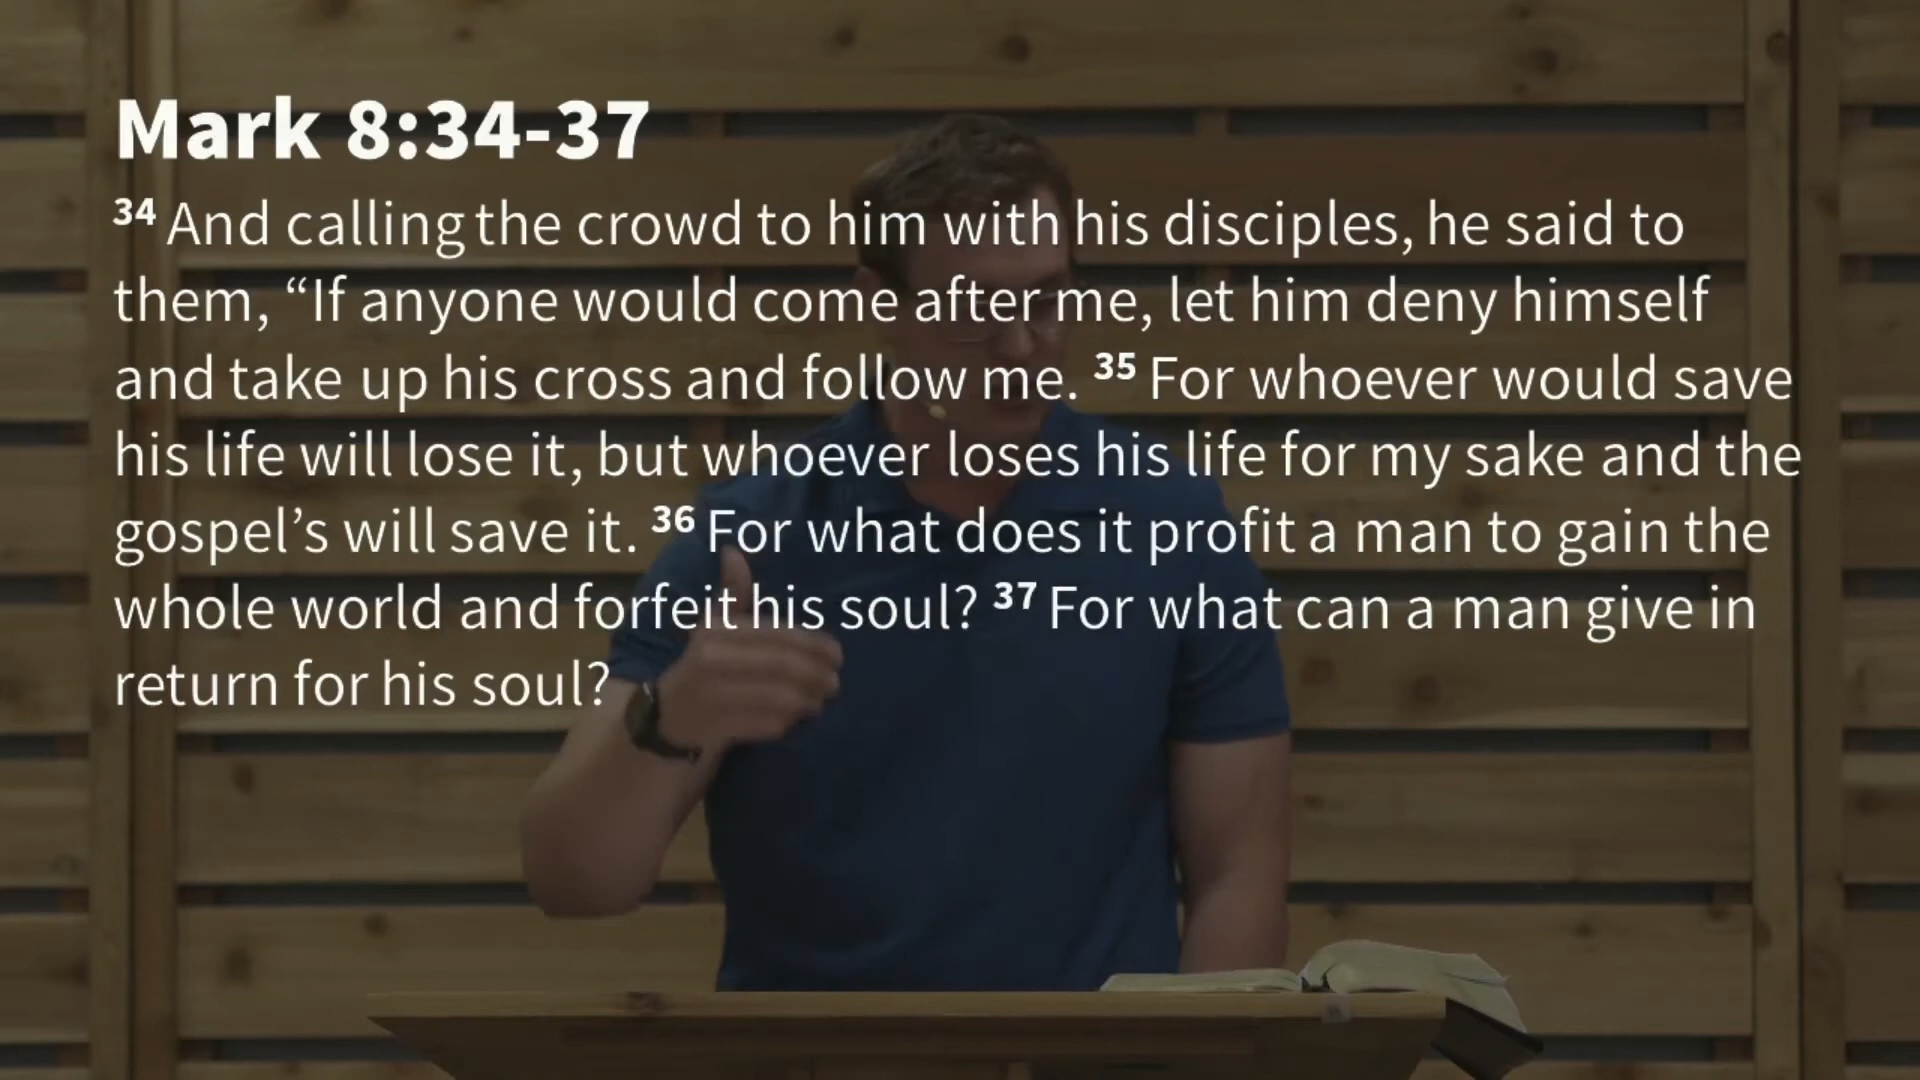 Mark 8:34-37
34 And calling the crowd to him with his disciples, he said to
them, “If anyone would come after me, let him deny himself
and take up his cross and follow me. 35 For whoever would save
his life will lose it, but whoever loses his life for my sake and the
gospel’s will save it. 36 For what does it profit a man to gain the
whole world and forfeit his soul? 37 For what can a man give in
return for his soul?